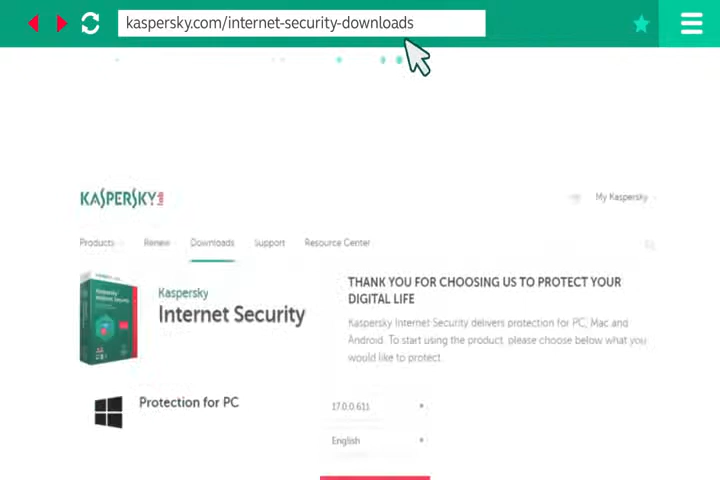 kaspersky.com/internet-security-downloads
KASPERSKY lab
My Kaspersky
Products Renew Downloads Support Resource Center
THANK YOU FOR CHOOSING US TO PROTECT YOUR
DIGITAL LIFE
Kaspersky
Internet Security
Kaspersky Internet Security delivers protection for PC, Mac and
Android. To start using the product, please choose below what you
would like to protect.
Protection for PC
17.0.0.611
English